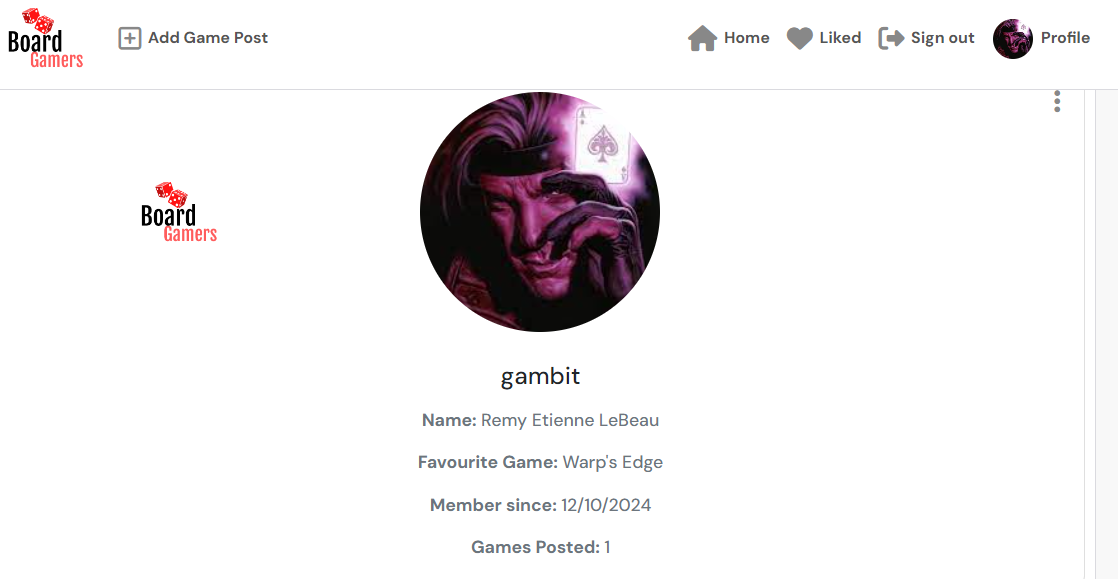 Board
Gamers
Add Game Post
Home
Liked
Sign out
Profile
A
Board
Gamers
gambit
Name: Remy Etienne LeBeau
Favourite Game: Warp's Edge
Member since: 12/10/2024
Games Posted: 1